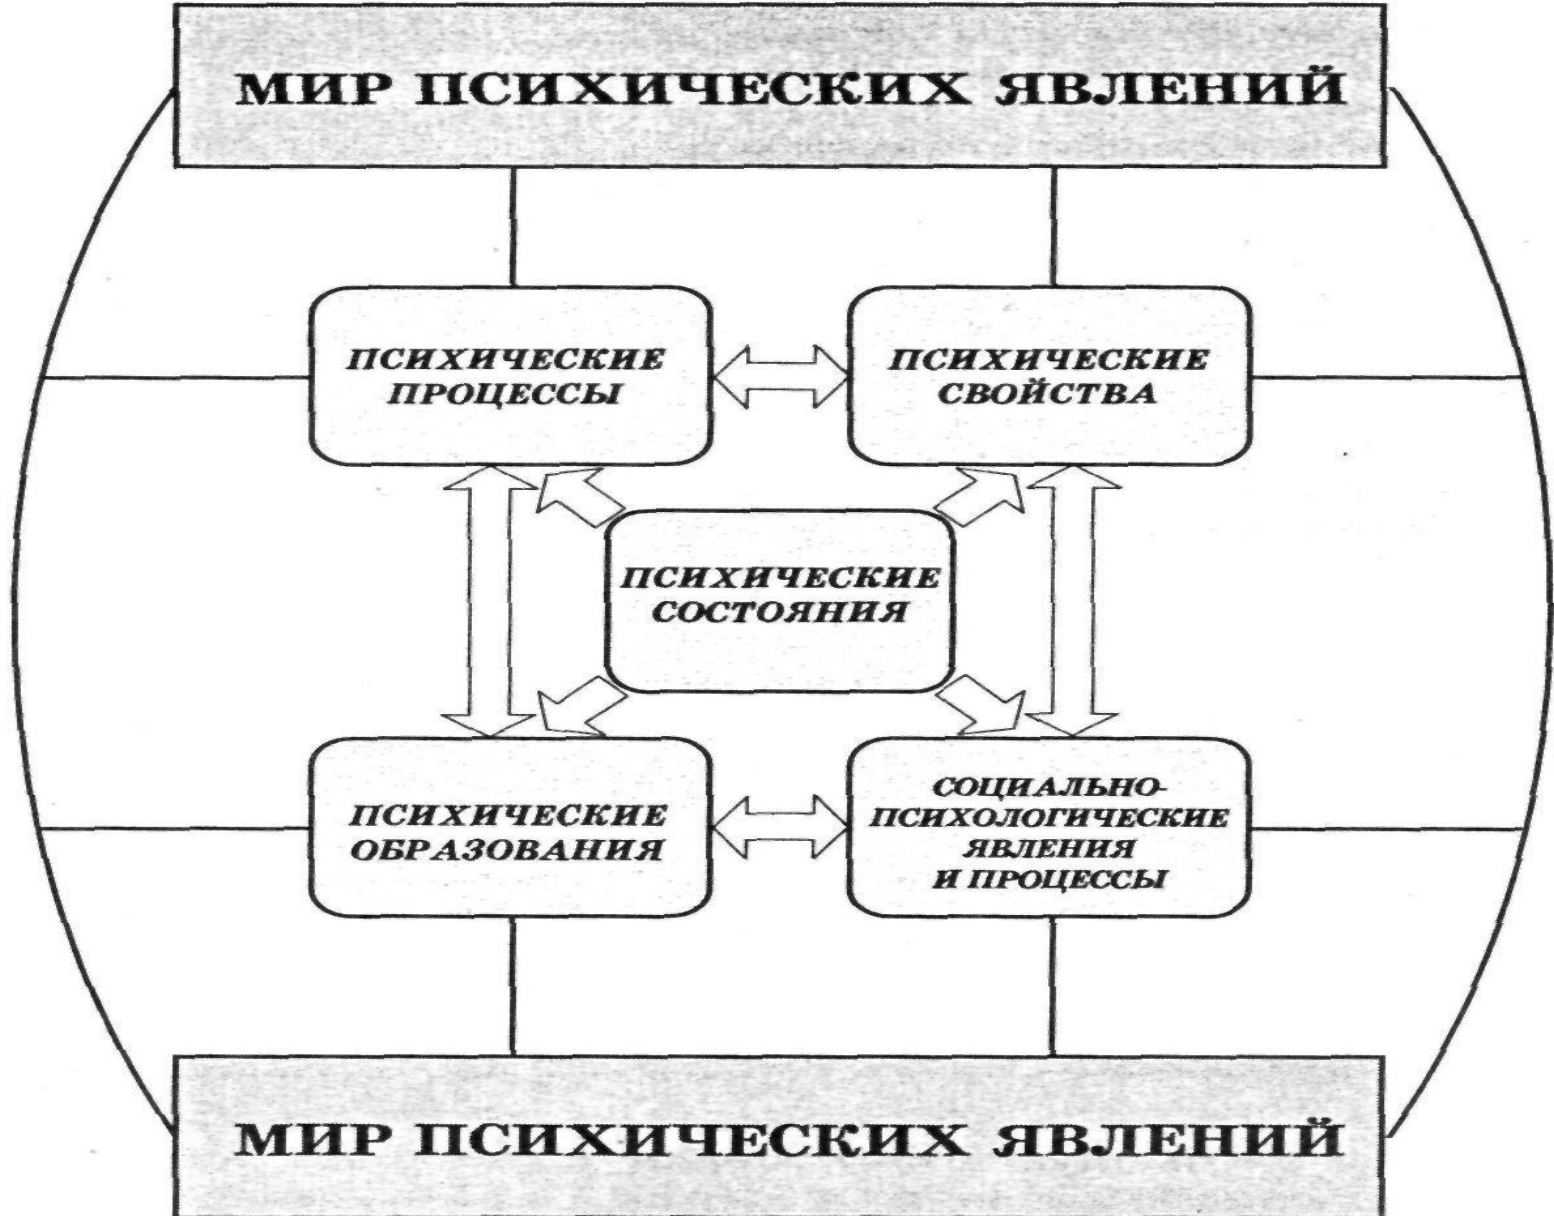 МИР ПСИХИЧЕСКИХ ЯВЛЕНИЙ
ПСИХИЧЕСКИЕ
ПРОЦЕССЫ
ПСИХИЧЕСКИЕ
СВОЙСТВА
ПСИХИЧЕСКИЕ
СОСТОЯНИЯ
ПСИХИЧЕСКИЕ
ОБРАЗОВАНИЯ
СОЦИАЛЬНО-
ПСИХОЛОГИЧЕСКИЕ
ЯВЛЕНИЯ
И ПРОЦЕССЫ
МИР ПСИХИЧЕСКИХ ЯВЛЕНИЙ